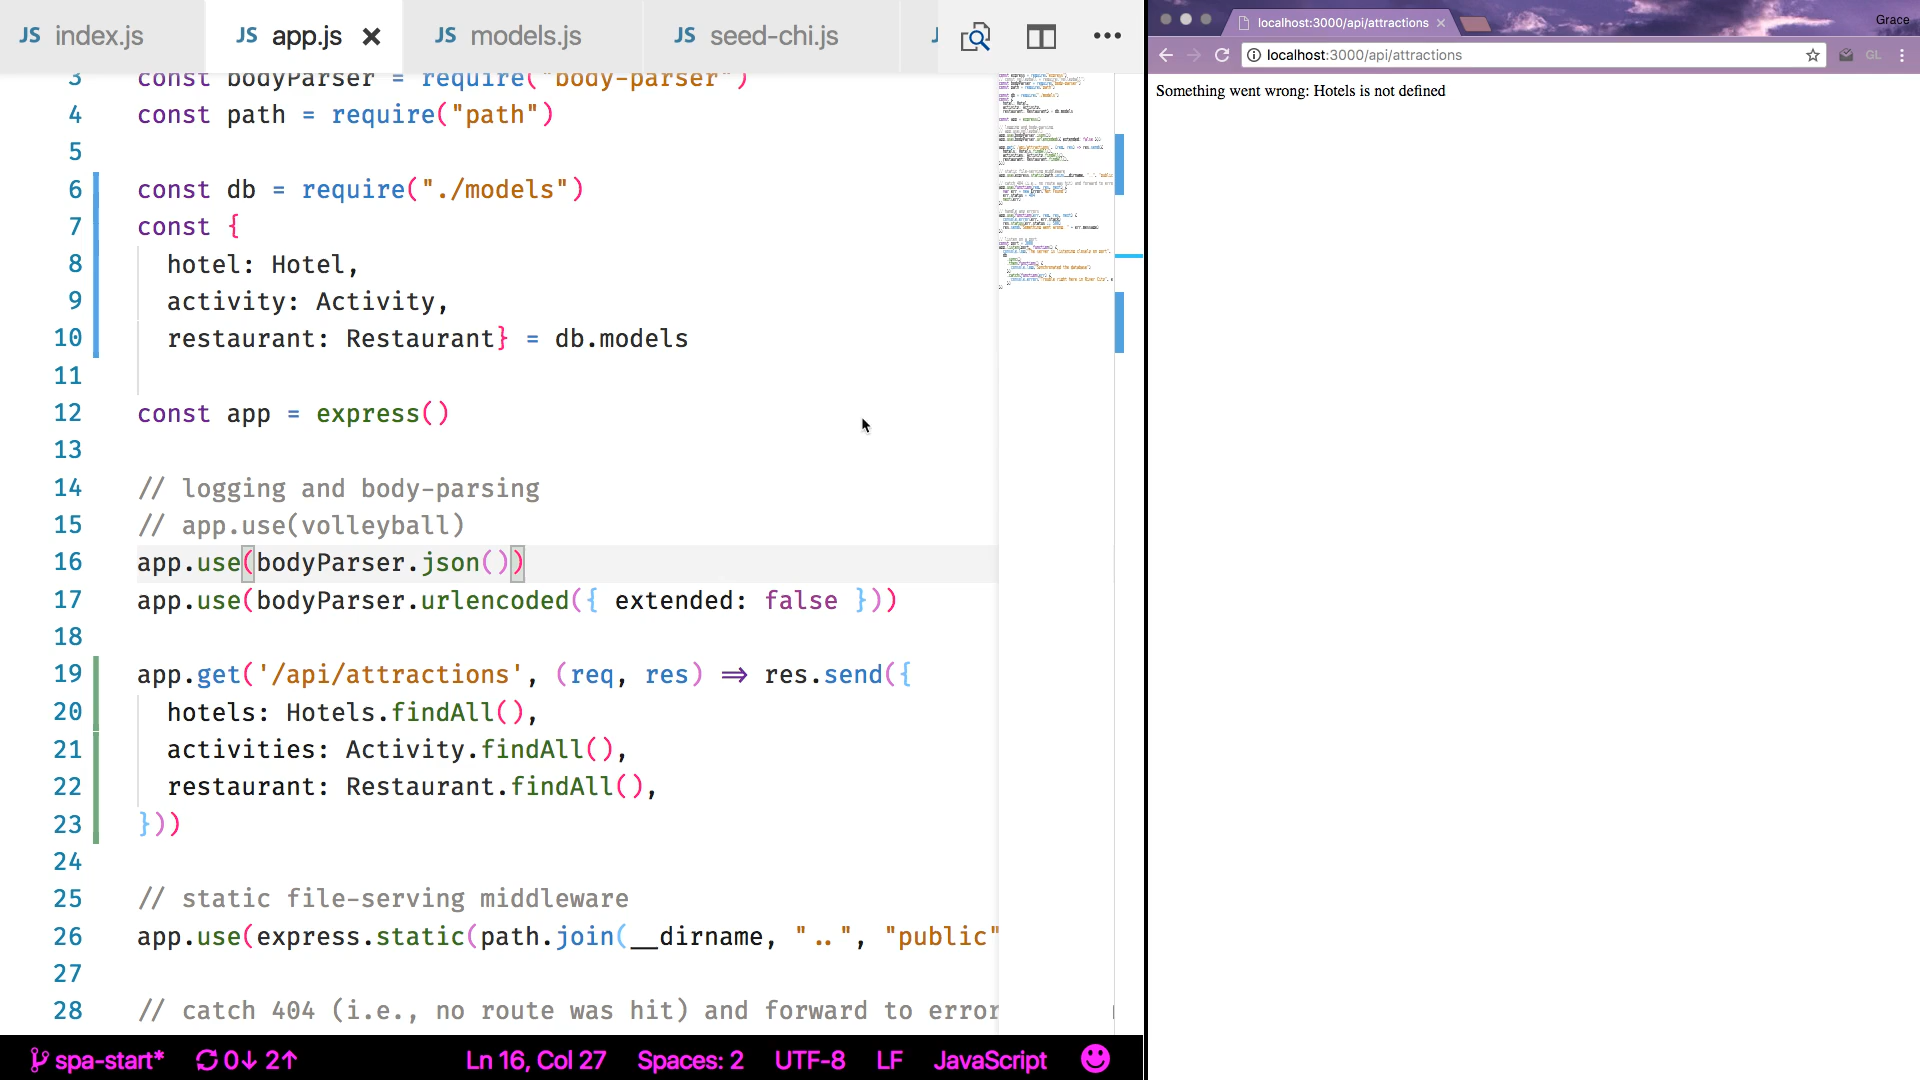 JS index.js JS app.js × JS models.js JS seed-chi.js
3 const bodyParser = require("body-parser")
4 const path = require("path")
5
6 const db = require("./models")
7 const {
8 hotel: Hotel,
9 activity: Activity,
10 restaurant: Restaurant} = db.models
11
12 const app = express()
13
14 // logging and body-parsing
15 // app.use(volleyball)
16 app.use(bodyParser.json())
17 app.use(bodyParser.urlencoded({ extended: false }))
18
19 app.get('/api/attractions', (req, res) => res.send({
20 hotels: Hotels.findAll(),
21 activities: Activity.findAll(),
22 restaurant: Restaurant.findAll(),
23 }))
24
25 // static file-serving middleware
26 app.use(express.static(path.join(__dirname, "..", "public"
27
28 // catch 404 (i.e., no route was hit) and forward to error
spa-start* 0↓ 2↑ Ln 16, Col 27 Spaces: 2 UTF-8 LF JavaScript
localhost:3000/api/attractions × Grace
localhost:3000/api/attractions GL
Something went wrong: Hotels is not defined